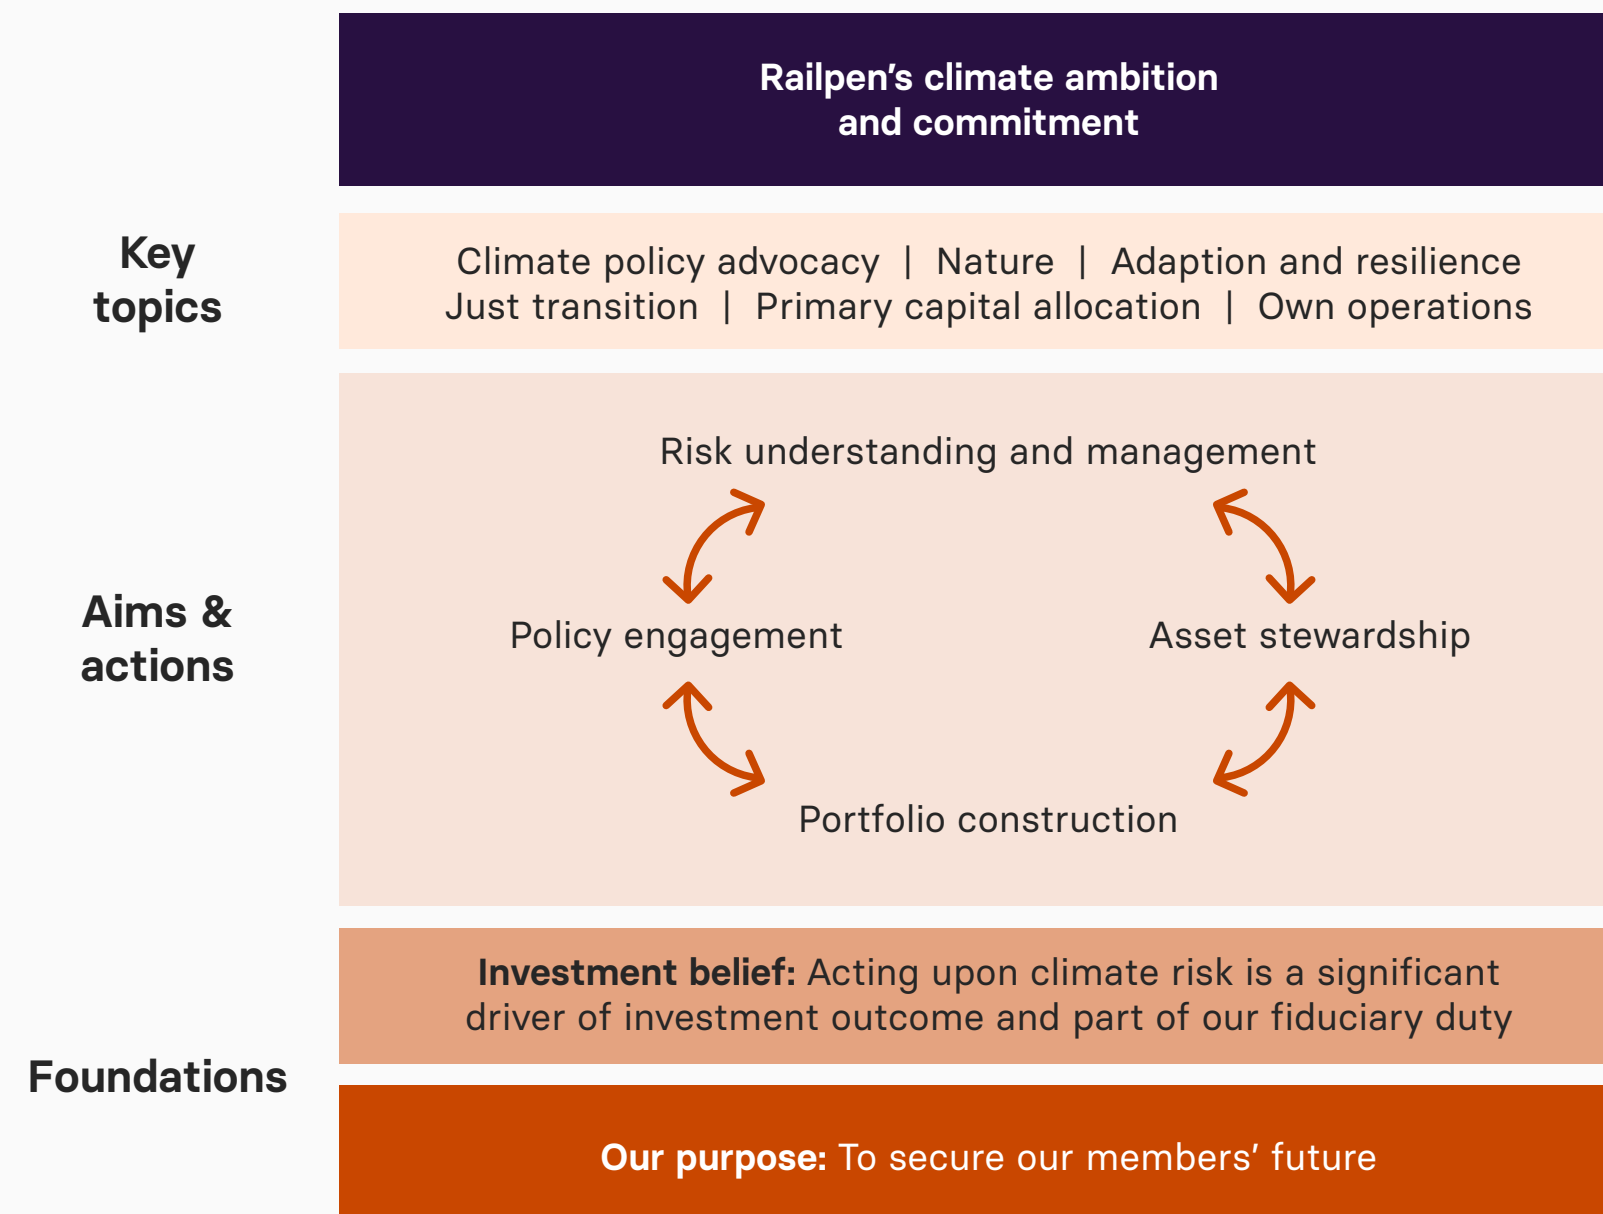 Railpen’s climate ambition
and commitment
Key
topics
Climate policy advocacy | Nature | Adaption and resilience
Just transition | Primary capital allocation | Own operations
Aims &
actions
Risk understanding and management
Policy engagement
Asset stewardship
Portfolio construction
Foundations
Investment belief: Acting upon climate risk is a significant
driver of investment outcome and part of our fiduciary duty
Our purpose: To secure our members’ future